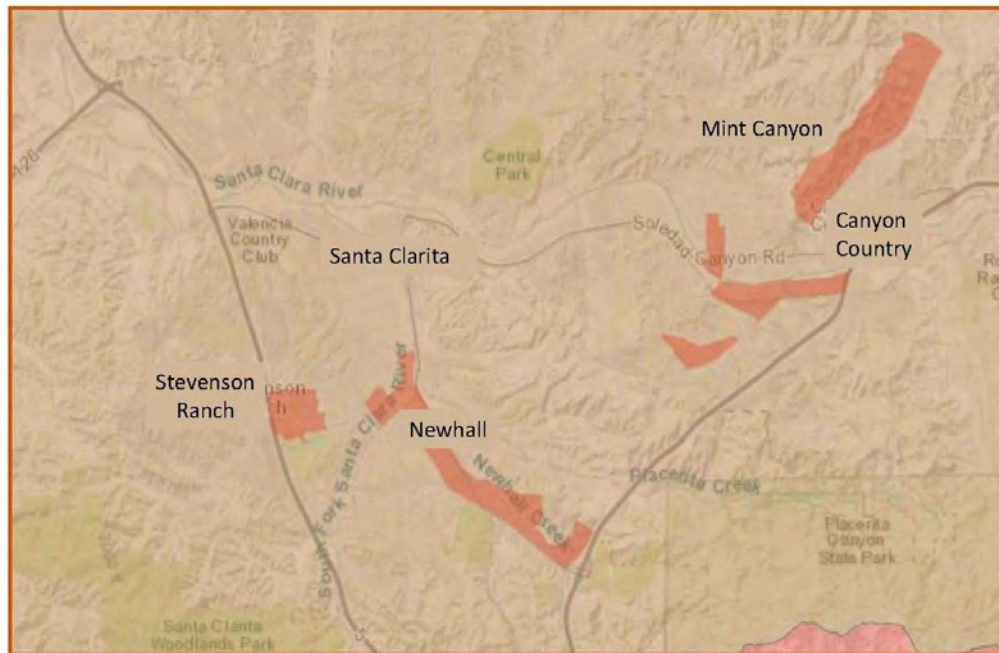 Mint Canyon
Central
Park
Santa Clara River
Canyon
Country
Valencia
Country
Club
Santa Clarita
Soledad Canyon Rd
Stevenson
Ranch
South Fork Santa Clara River
Newhall
Newhall Creek
Placerita Creek
Placerita
Canyon
State Park
Santa Clarita
Woodlands Park